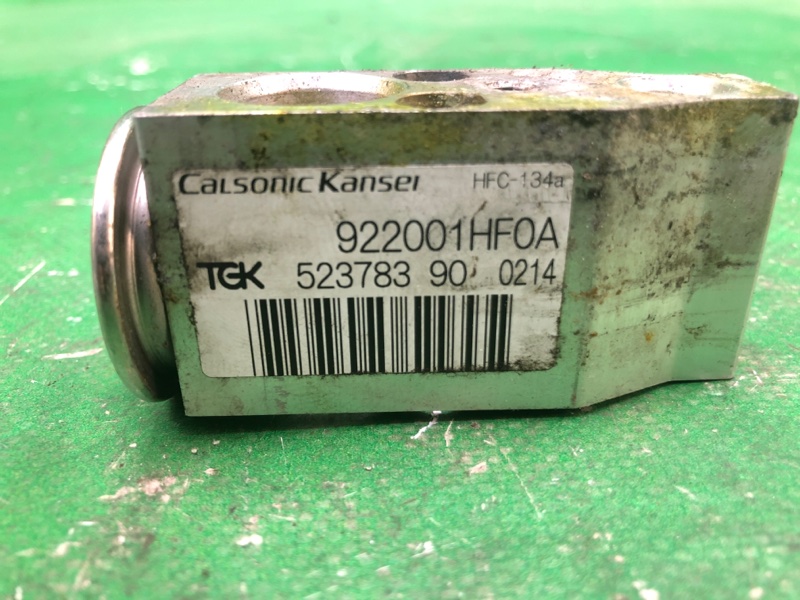 Calsonic Kansei HFC-134a
922001HF0A
TGK 523783 90 0214